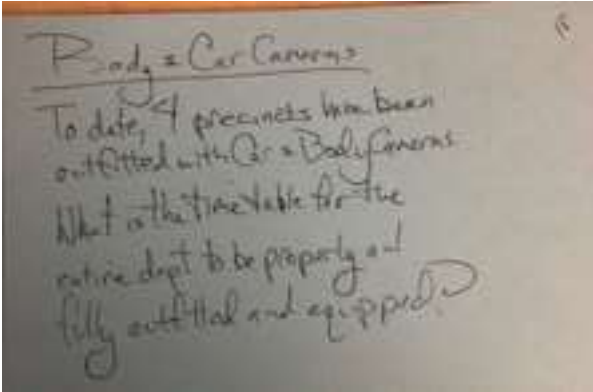 Body & Car Cameras
To date, 4 precincts have been
outfitted with Car & Body Cameras
What is the time table for the
entire dept to be properly and
fully outfitted and equipped?